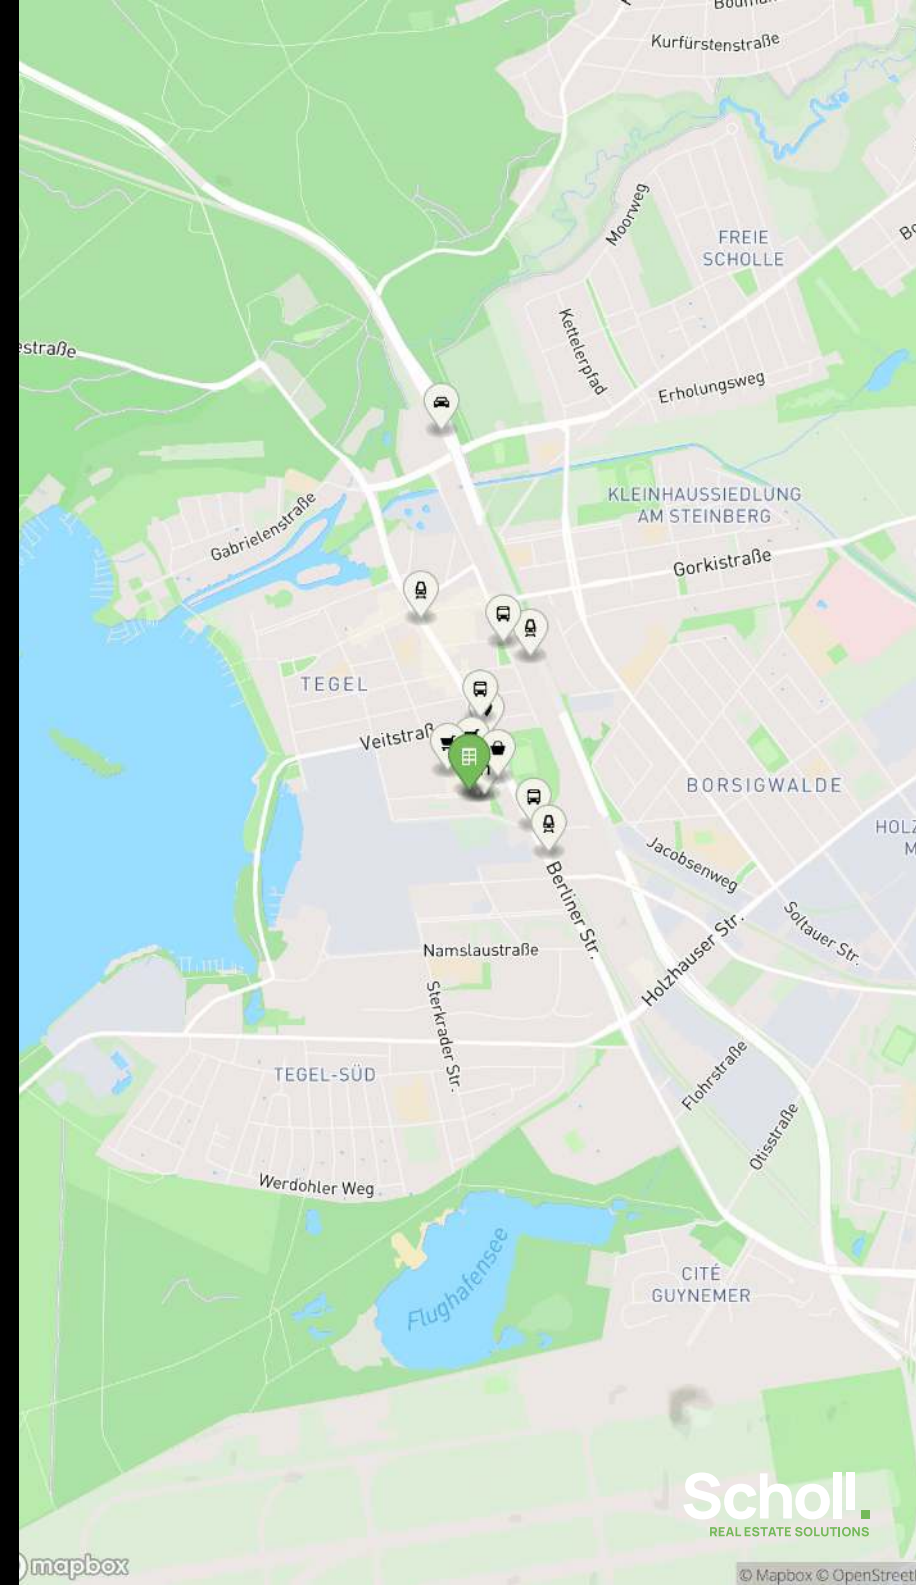 Kurfürstenstraße
Moorweg
FREIE
SCHOLLE
estraße
Kettelerpfad
Erholungsweg
KLEINHAUSSIEDLUNG
AM STEINBERG
Gabrielenstraße
Gorkistraße
TEGEL
Veitstraß
BORSIGWALDE
HOLZ
M
Jacobsenweg
Berliner Str.
Soltauer Str.
Holzhauser Str.
Namslaustraße
Sterkrader Str.
TEGEL-SÜD
Flohrstraße
Otisstraße
Werdohler Weg
Flughafensee
CITÉ
GUYNEMER
Scholl.
REAL ESTATE SOLUTIONS
mapbox
© Mapbox © OpenStreet